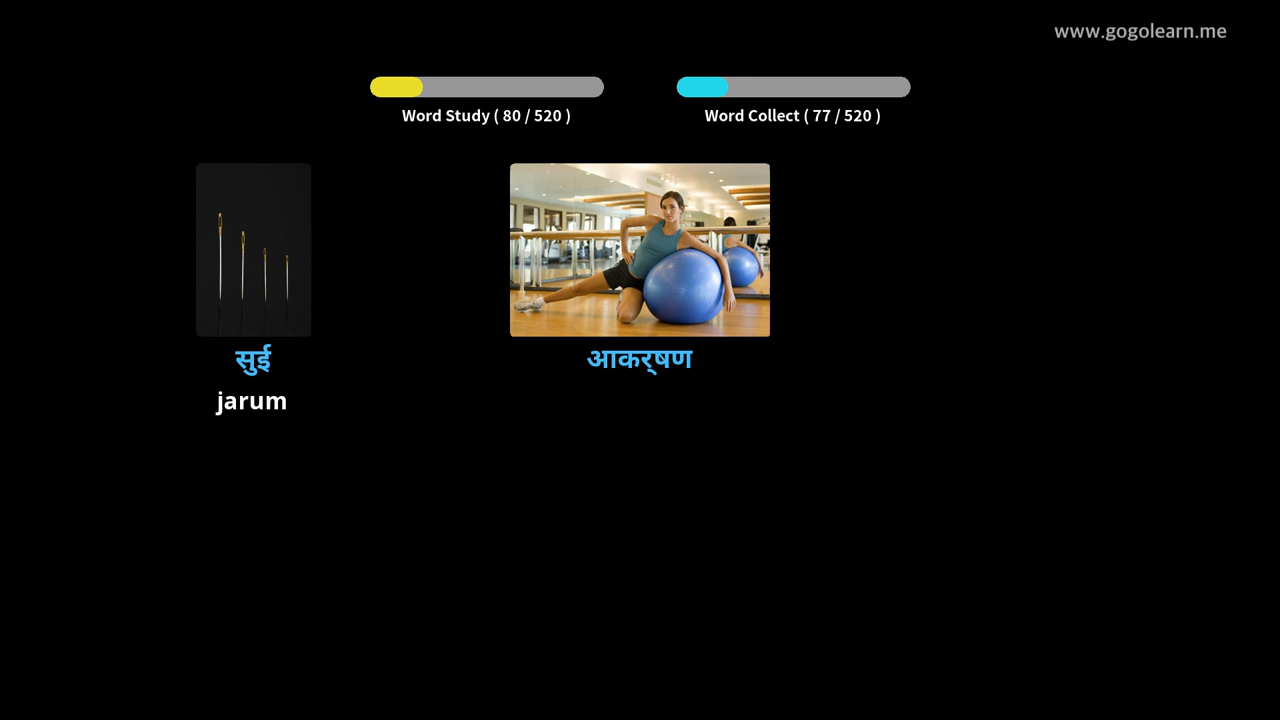 www.gogolearn.me
Word Study ( 80 / 520 )
Word Collect ( 77 / 520 )
सुई
आकर्षण
jarum